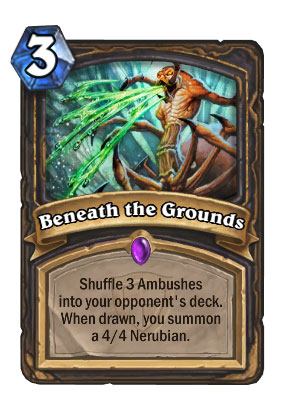 3
Beneath the Grounds
Shuffle 3 Ambushes
into your opponent's deck.
When drawn, you summon
a 4/4 Nerubian.